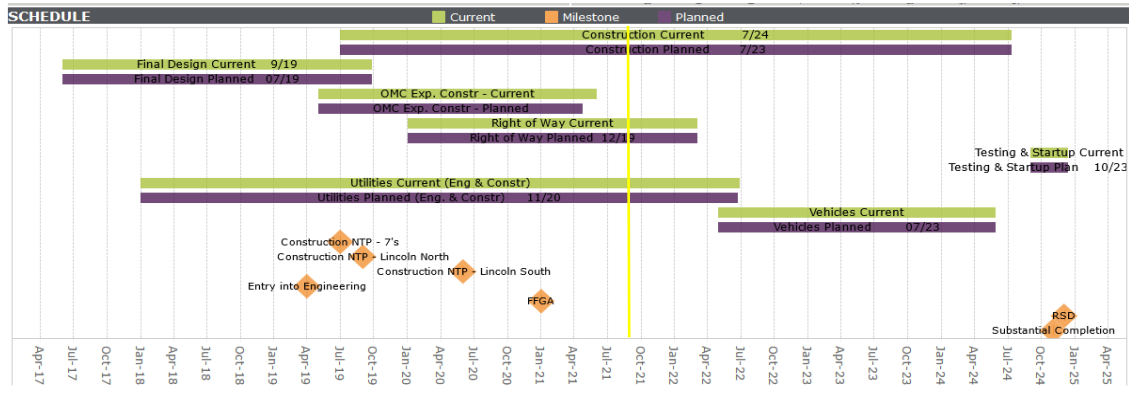 SCHEDULE Current Milestone Planned
Construction Current 7/24
Construction Planned 7/23
Final Design Current 9/19
Final Design Planned 07/19
OMC Exp. Constr - Current
OMC Exp. Constr - Planned
Right of Way Current
Right of Way Planned 12/19
Testing & Startup Current
Testing & Startup Plan 10/23
Utilities Current (Eng & Constr)
Utilities Planned (Eng. & Constr) 11/20
Vehicles Current
Vehicles Planned 07/23
Construction NTP - 7's
Construction NTP - Lincoln North
Construction NTP - Lincoln South
Entry into Engineering
FFGA
RSD
Substantial Completion
Apr-17 Jul-17 Oct-17 Jan-18 Apr-18 Jul-18 Oct-18 Jan-19 Apr-19 Jul-19 Oct-19 Jan-20 Apr-20 Jul-20 Oct-20 Jan-21 Apr-21 Jul-21 Oct-21 Jan-22 Apr-22 Jul-22 Oct-22 Jan-23 Apr-23 Jul-23 Oct-23 Jan-24 Apr-24 Jul-24 Oct-24 Jan-25 Apr-25